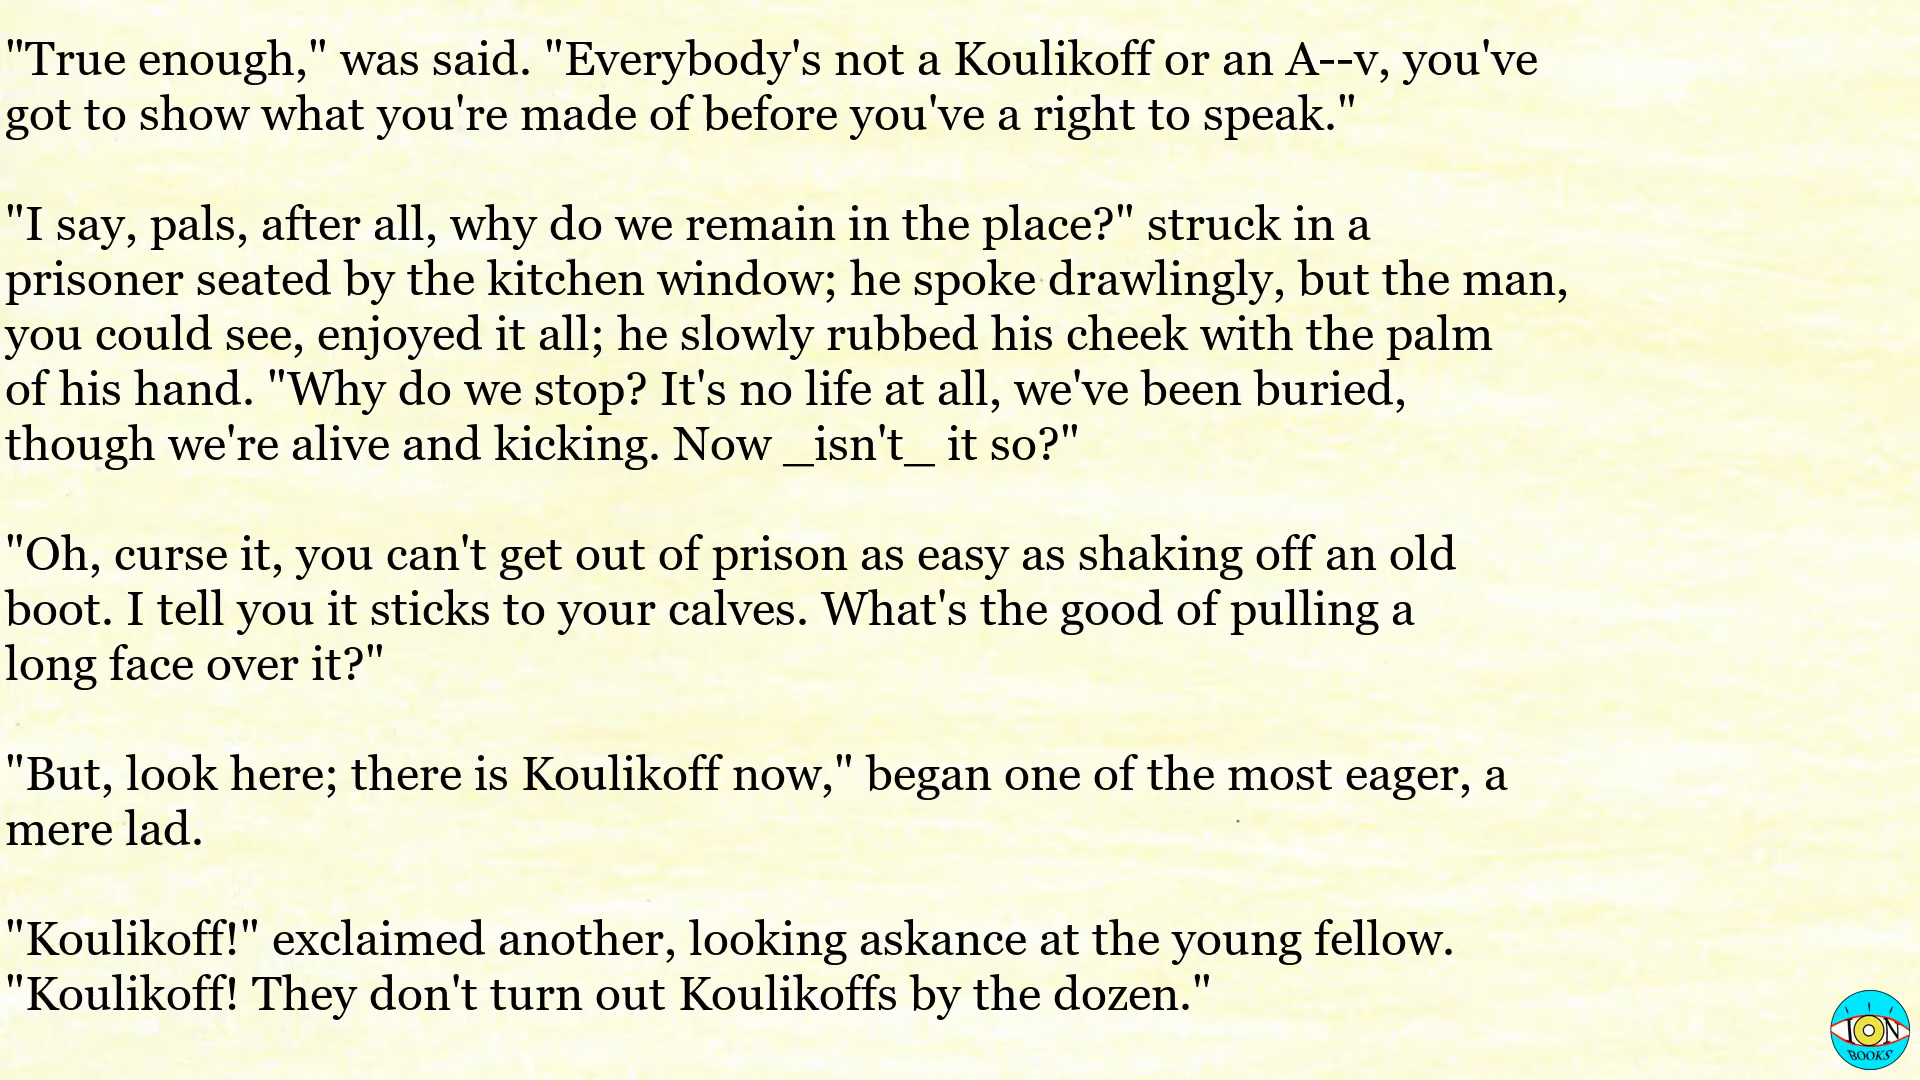 "True enough," was said. "Everybody's not a Koulikoff or an A--v, you've
got to show what you're made of before you've a right to speak."
"I say, pals, after all, why do we remain in the place?" struck in a
prisoner seated by the kitchen window; he spoke drawlingly, but the man,
you could see, enjoyed it all; he slowly rubbed his cheek with the palm
of his hand. "Why do we stop? It's no life at all, we've been buried,
though we're alive and kicking. Now _isn't_ it so?"
"Oh, curse it, you can't get out of prison as easy as shaking off an old
boot. I tell you it sticks to your calves. What's the good of pulling a
long face over it?"
"But, look here; there is Koulikoff now," began one of the most eager, a
mere lad.
"Koulikoff!" exclaimed another, looking askance at the young fellow.
"Koulikoff! They don't turn out Koulikoffs by the dozen."
ION
BOOKS